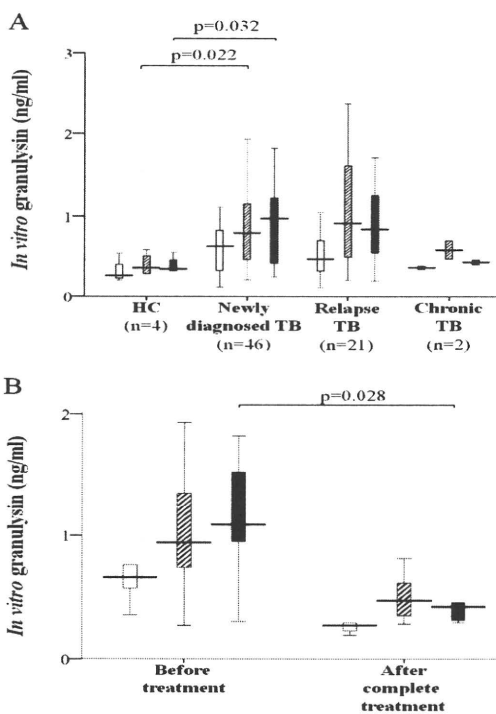 A
p=0.032
p=0.022
In vitro granulysin (ng/ml)
3
2
1
0
HC
(n=4)
Newly
diagnosed TB
(n=46)
Relapse
TB
(n=21)
Chronic
TB
(n=2)
B
p=0.028
In vitro granulysin (ng/ml)
2
1
0
Before
treatment
After
complete
treatment